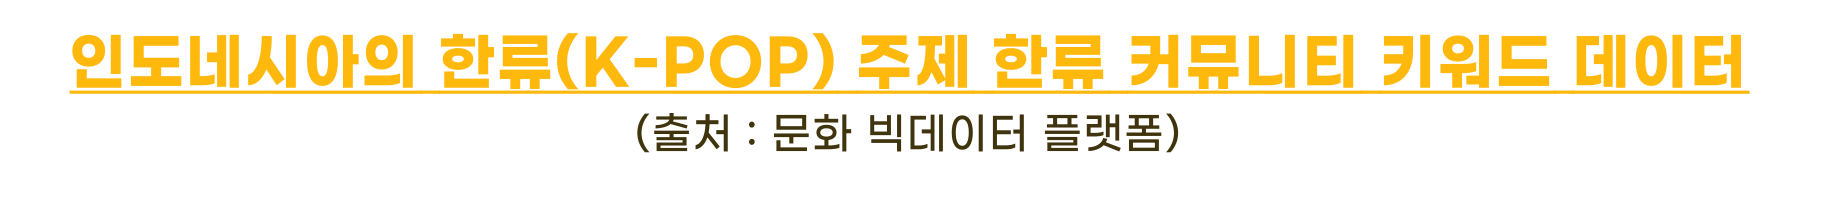 인도네시아의 한류(K-POP) 주제 한류 커뮤니티 키워드 데이터
(출처 : 문화 빅데이터 플랫폼)